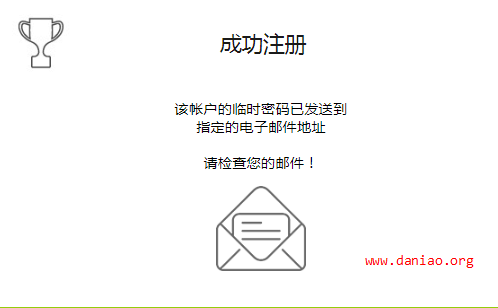 成功注册
该帐户的临时密码已发送到
指定的电子邮件地址
请检查您的邮件！
www.daniao.org